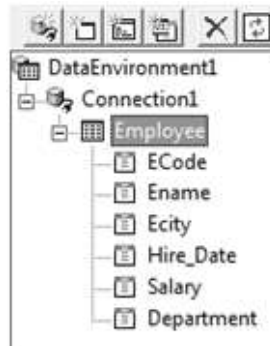 DataEnvironment1
Connection1
Employee
ECode
Ename
Ecity
Hire_Date
Salary
Department